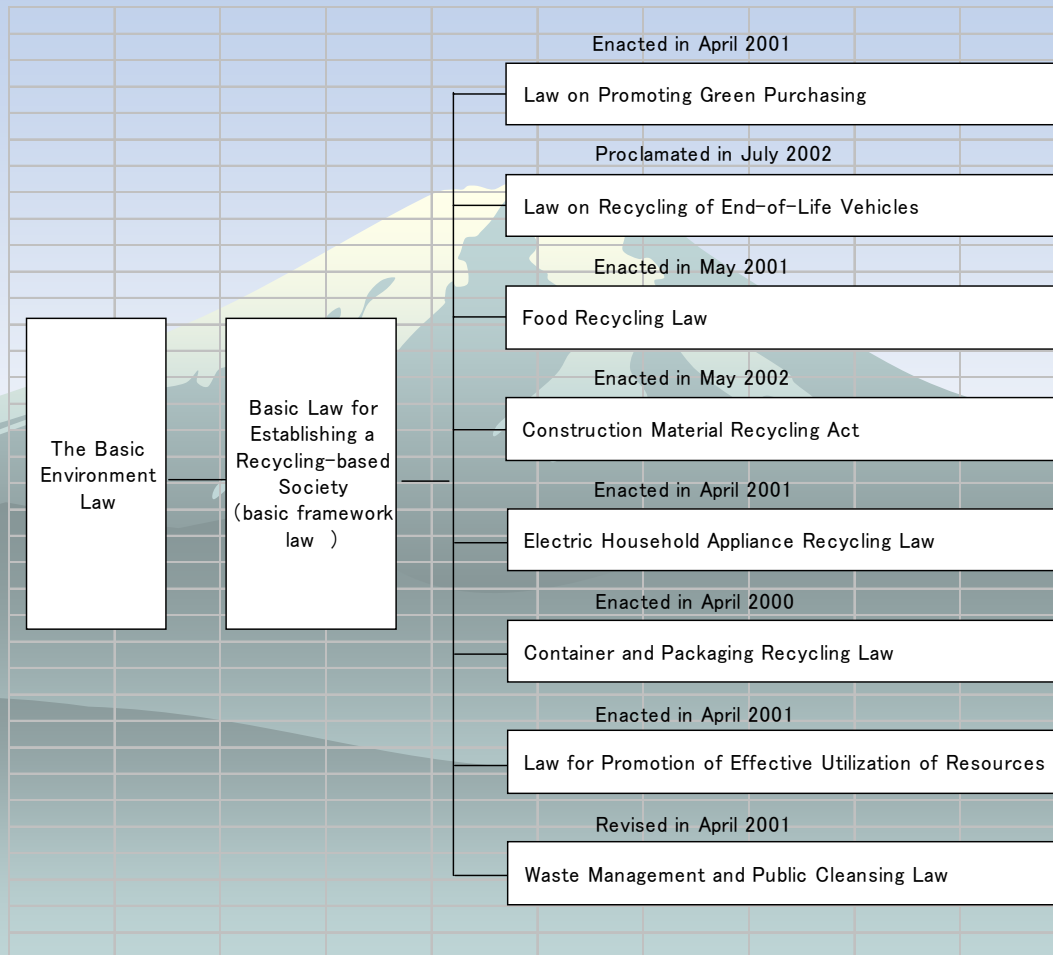 Enacted in April 2001
Law on Promoting Green Purchasing
Proclamated in July 2002
Law on Recycling of End-of-Life Vehicles
Enacted in May 2001
Food Recycling Law
Enacted in May 2002
Construction Material Recycling Act
Enacted in April 2001
Electric Household Appliance Recycling Law
Enacted in April 2000
Container and Packaging Recycling Law
Enacted in April 2001
Law for Promotion of Effective Utilization of Resources
Revised in April 2001
Waste Management and Public Cleansing Law
The Basic
Environment
Law
Basic Law for
Establishing a
Recycling-based
Society
(basic framework
law )